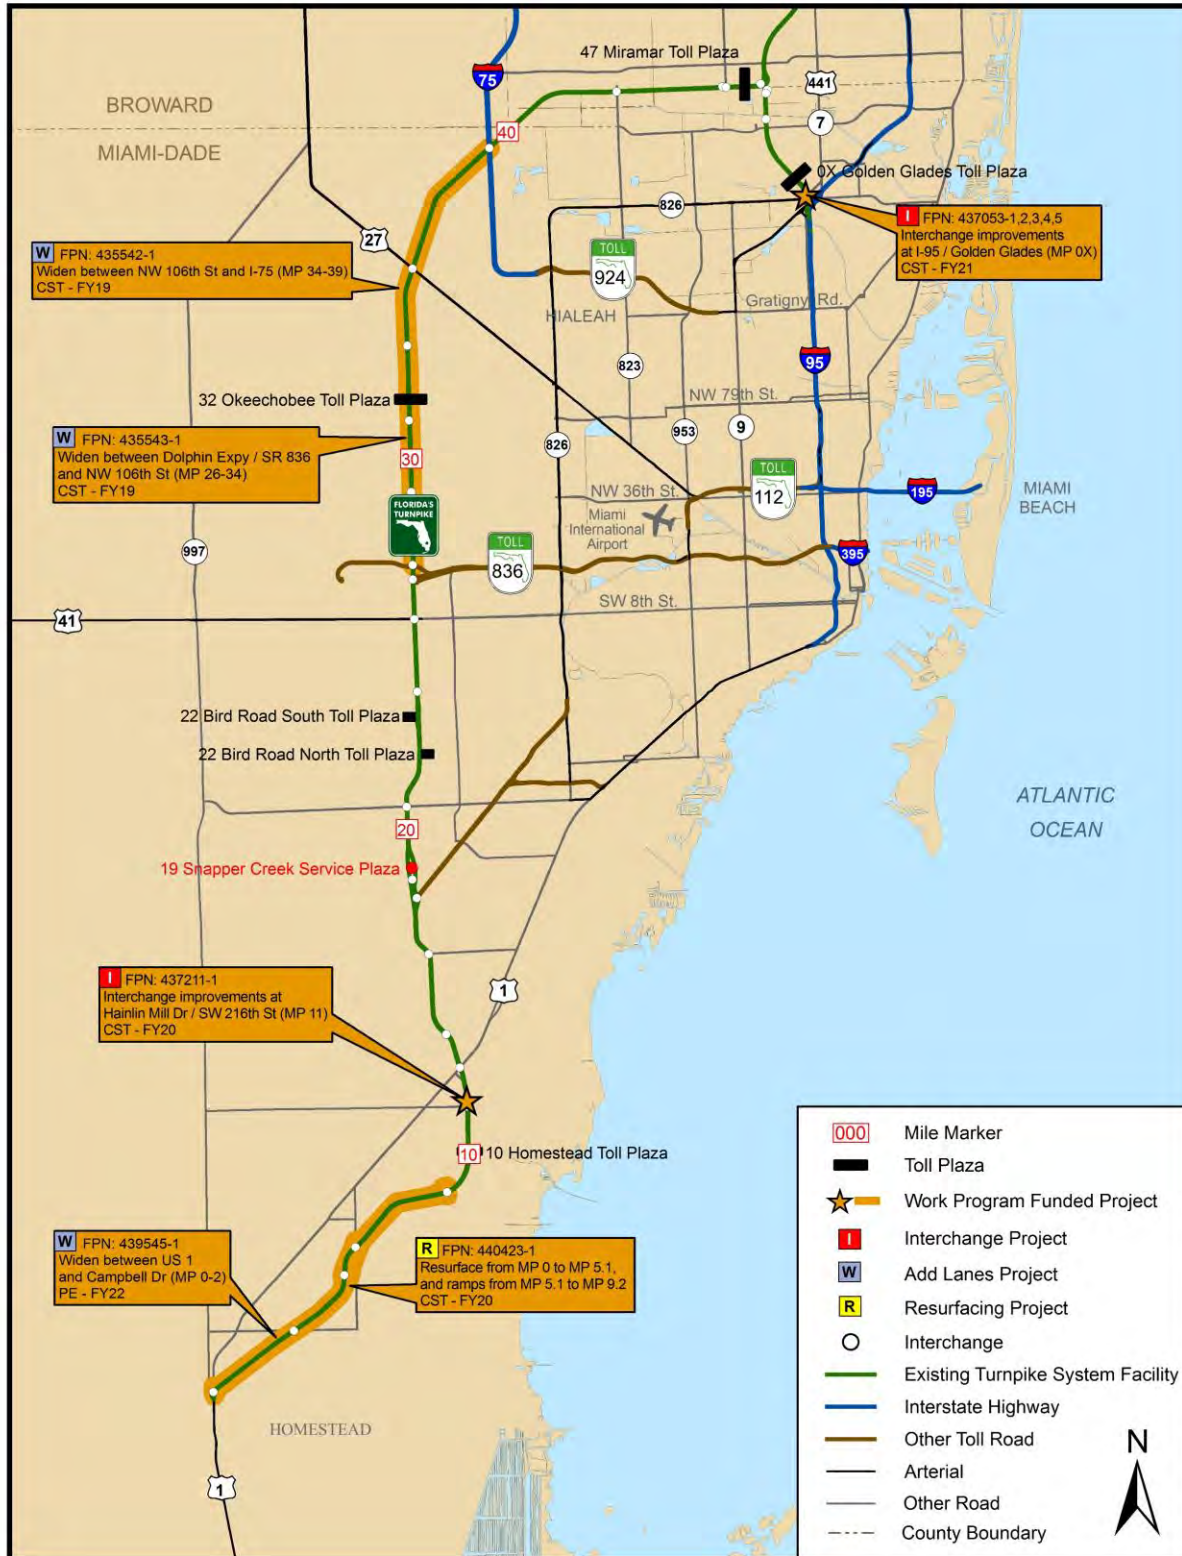 47 Miramar Toll Plaza
75
441
BROWARD
40
7
MIAMI-DADE
0X Golden Glades Toll Plaza
826
27
I FPN: 437053-1,2,3,4,5
Interchange improvements
at I-95 / Golden Glades (MP 0X)
CST - FY21
W FPN: 435542-1
Widen between NW 106th St and I-75 (MP 34-39)
CST - FY19
TOLL
924
Gratigny Rd.
HIALEAH
823
95
32 Okeechobee Toll Plaza
NW 79th St.
W FPN: 435543-1
Widen between Dolphin Expy / SR 836
and NW 106th St (MP 26-34)
CST - FY19
826
953
9
30
TOLL
112
NW 36th St.
195
MIAMI
BEACH
FLORIDA'S
TURNPIKE
Miami
International
Airport
997
TOLL
836
395
SW 8th St.
41
22 Bird Road South Toll Plaza
22 Bird Road North Toll Plaza
ATLANTIC
OCEAN
20
19 Snapper Creek Service Plaza
I FPN: 437211-1
Interchange improvements at
Hainlin Mill Dr / SW 216th St (MP 11)
CST - FY20
1
10 10 Homestead Toll Plaza
W FPN: 439545-1
Widen between US 1
and Campbell Dr (MP 0-2)
PE - FY22
R FPN: 440423-1
Resurface from MP 0 to MP 5.1,
and ramps from MP 5.1 to MP 9.2
CST - FY20
HOMESTEAD
1
000 Mile Marker
Toll Plaza
Work Program Funded Project
I Interchange Project
W Add Lanes Project
R Resurfacing Project
Interchange
Existing Turnpike System Facility
Interstate Highway
Other Toll Road
Arterial
Other Road
County Boundary
N